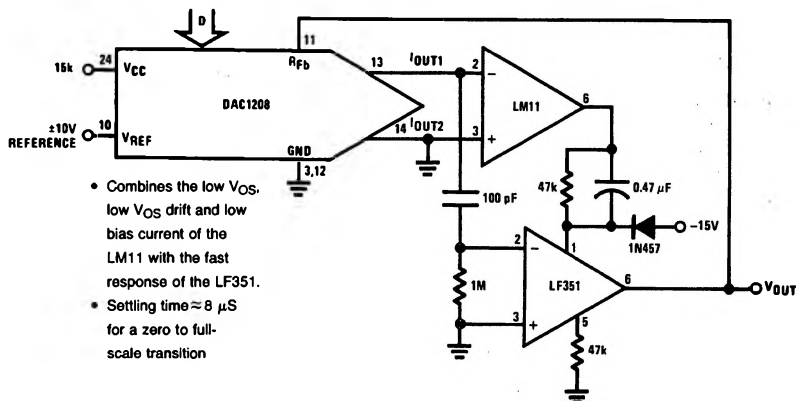 D
11
24
15k
VCC
RFb
13
IOUT1
2
−
DAC1208
LM11
6
±10V
REFERENCE
10
VREF
14
IOUT2
3
+
GND
3,12
• Combines the low VOS,
low VOS drift and low
bias current of the
LM11 with the fast
response of the LF351.
• Settling time≈8 μS
for a zero to full-
scale transition
100 pF
47k
0.47 μF
−15V
1N457
1
2
−
1M
LF351
6
VOUT
3
+
5
47k